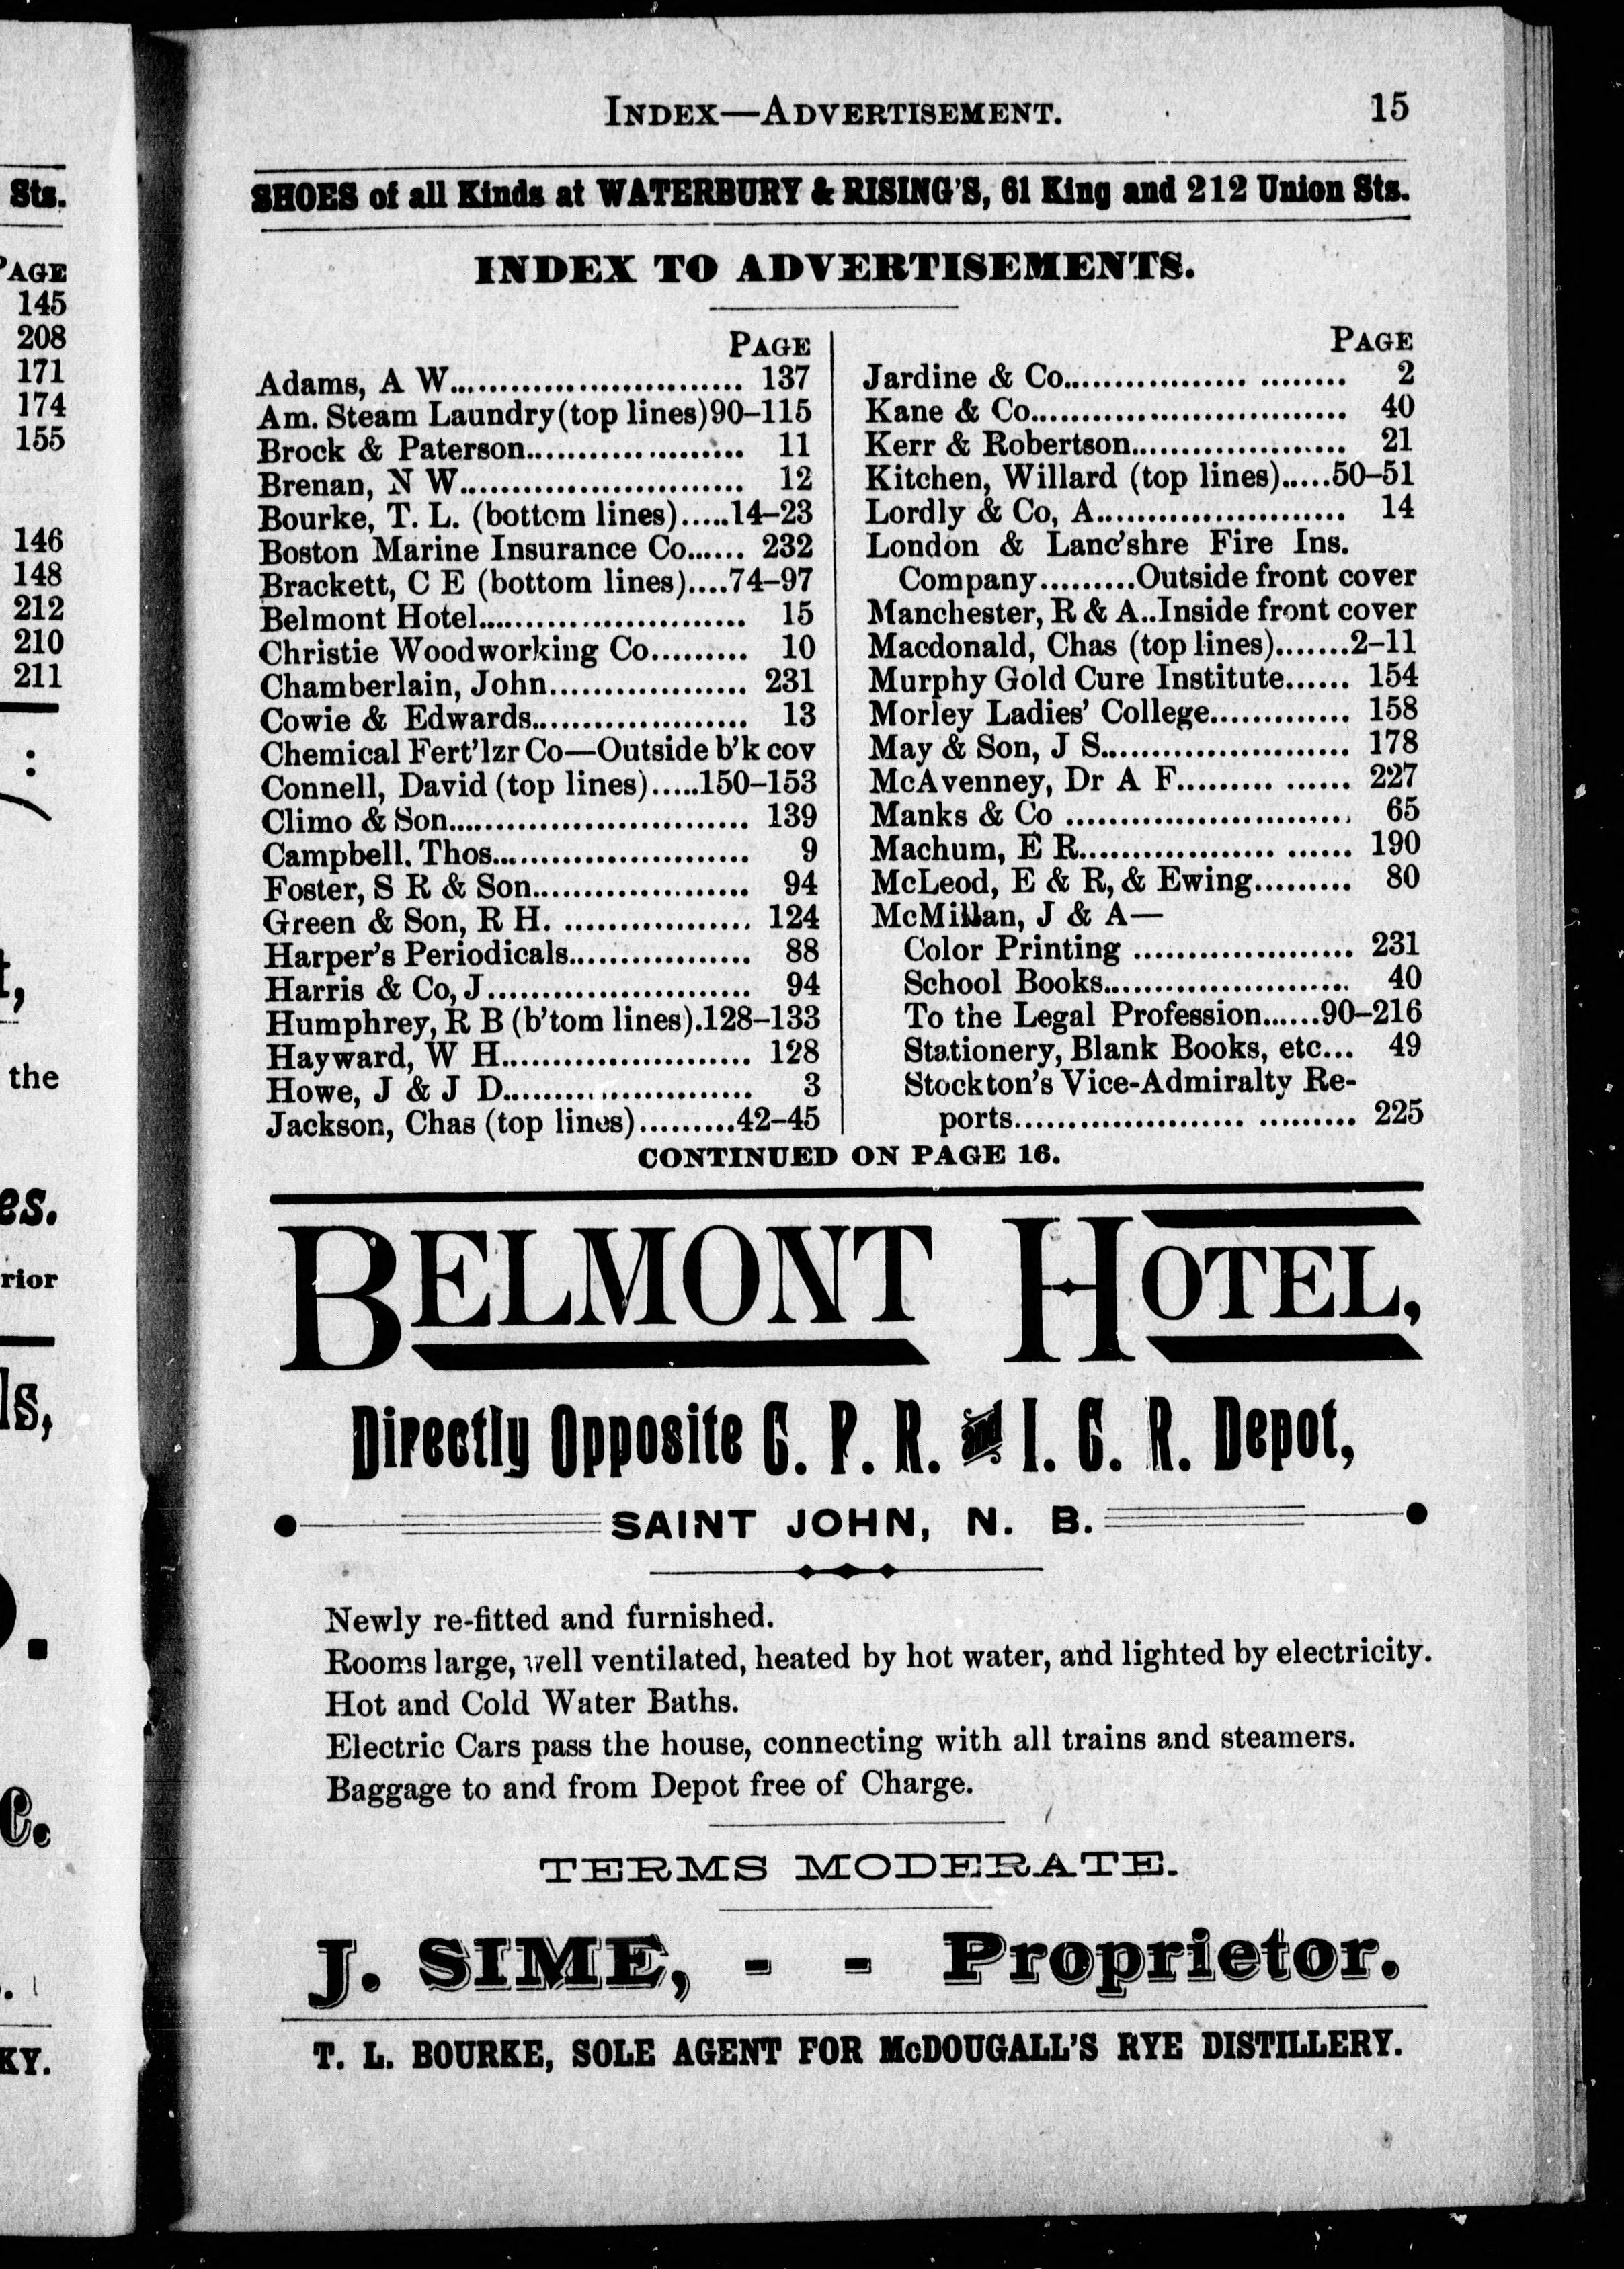 INDEX—ADVERTISEMENT. 15
SHOES of all Kinds at WATERBURY & RISING'S, 61 King and 212 Union Sts.
INDEX TO ADVERTISEMENTS.
PAGE
Adams, A W............................ 137
Am. Steam Laundry(top lines)90–115
Brock & Paterson..................... 11
Brenan, N W........................... 12
Bourke, T. L. (bottom lines).....14–23
Boston Marine Insurance Co...... 232
Brackett, C E (bottom lines)....74–97
Belmont Hotel......................... 15
Christie Woodworking Co......... 10
Chamberlain, John.................. 231
Cowie & Edwards.................... 13
Chemical Fert'lzr Co—Outside b'k cov
Connell, David (top lines).....150–153
Climo & Son............................ 139
Campbell, Thos........................ 9
Foster, S R & Son.................... 94
Green & Son, R H. ................. 124
Harper's Periodicals................. 88
Harris & Co, J......................... 94
Humphrey, R B (b'tom lines).128–133
Hayward, W H........................ 128
Howe, J & J D........................ 3
Jackson, Chas (top lines).........42–45
PAGE
Jardine & Co.......................... 2
Kane & Co.............................. 40
Kerr & Robertson..................... 21
Kitchen, Willard (top lines).....50–51
Lordly & Co, A........................ 14
London & Lanc'shre Fire Ins.
Company.........Outside front cover
Manchester, R & A..Inside front cover
Macdonald, Chas (top lines).......2–11
Murphy Gold Cure Institute...... 154
Morley Ladies' College............. 158
May & Son, J S........................ 178
McAvenney, Dr A F......... ...... 227
Manks & Co ........................... 65
Machum, E R................... ...... 190
McLeod, E & R, & Ewing......... 80
McMillan, J & A—
Color Printing .................... 231
School Books....................... 40
To the Legal Profession......90–216
Stationery, Blank Books, etc... 49
Stockton's Vice-Admiralty Re-
ports..................... ......... 225
CONTINUED ON PAGE 16.
BELMONT HOTEL,
Directly Opposite C. P. R. and I. C. R. Depot,
SAINT JOHN, N. B.
Newly re-fitted and furnished.
Rooms large, well ventilated, heated by hot water, and lighted by electricity.
Hot and Cold Water Baths.
Electric Cars pass the house, connecting with all trains and steamers.
Baggage to and from Depot free of Charge.
TERMS MODERATE.
J. SIME, - - Proprietor.
T. L. BOURKE, SOLE AGENT FOR McDOUGALL'S RYE DISTILLERY.
Sts.
PAGE
145
208
171
174
155
146
148
212
210
211
the